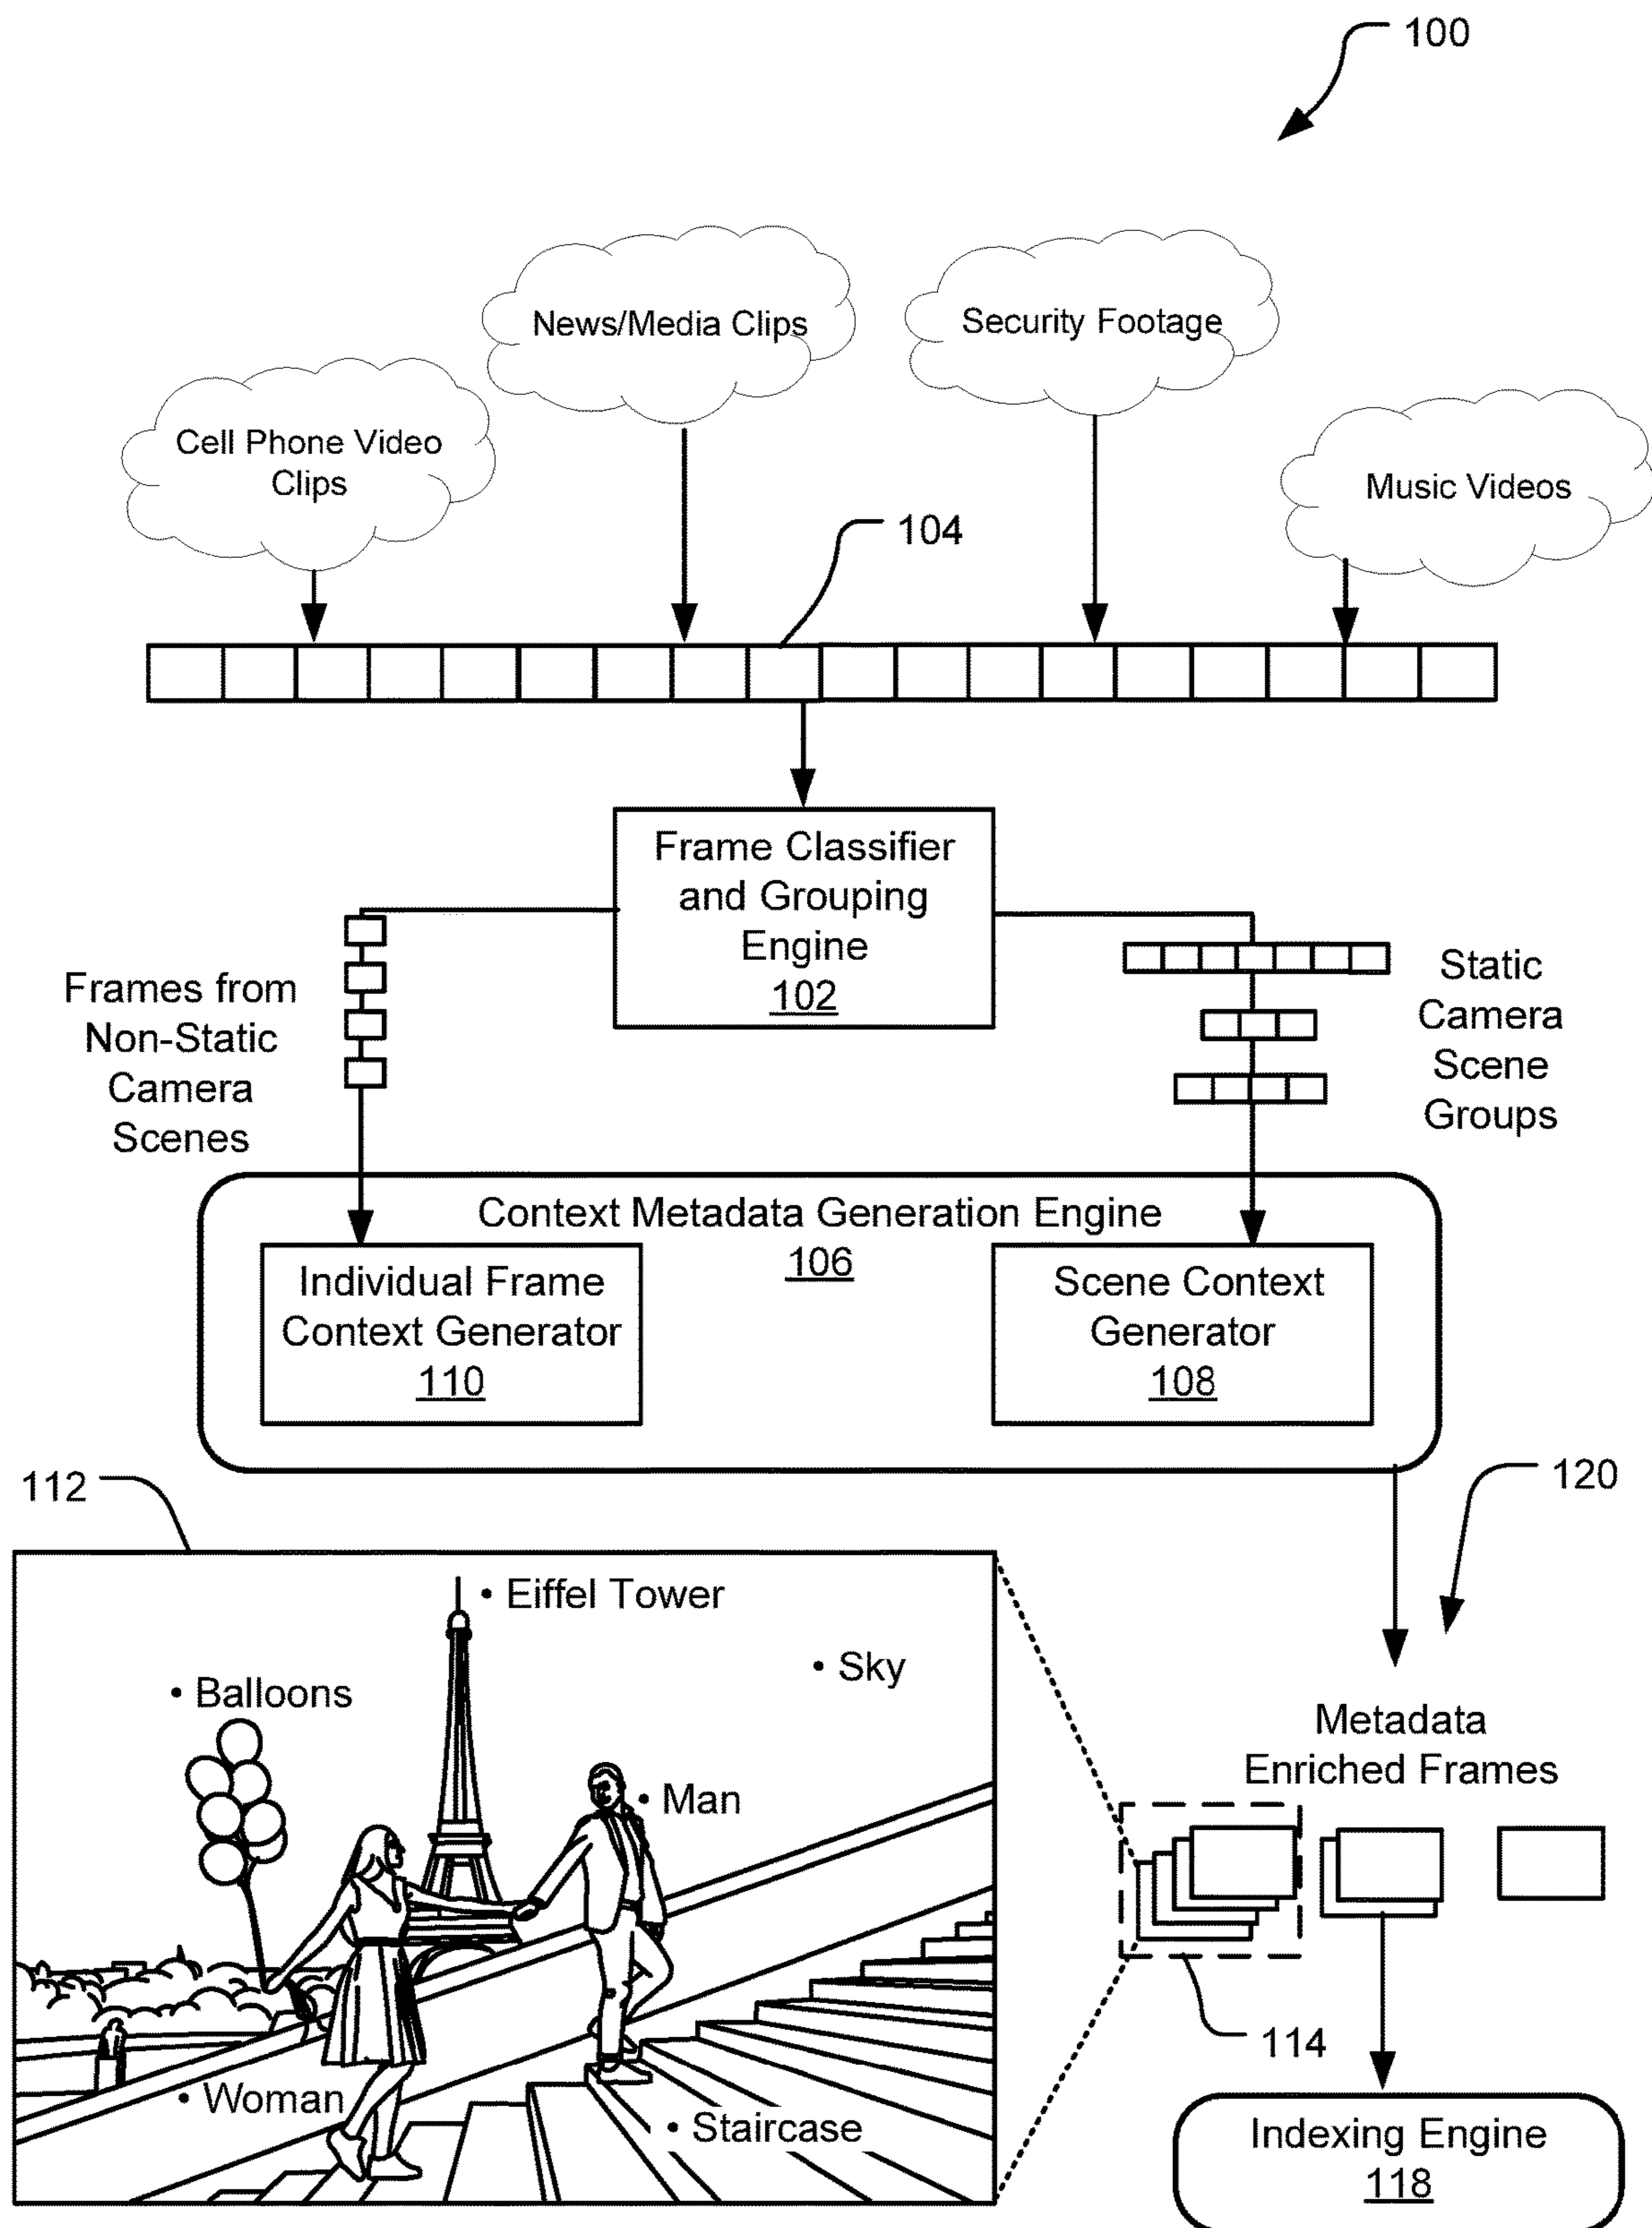 100
News/Media Clips
Security Footage
Cell Phone Video
Clips
Music Videos
104
Frame Classifier
and Grouping
Engine
102
Frames from
Non-Static
Camera
Scenes
Static
Camera
Scene
Groups
Context Metadata Generation Engine
106
Individual Frame
Context Generator
110
Scene Context
Generator
108
112
120
• Eiffel Tower
• Sky
• Balloons
• Man
• Woman
• Staircase
Metadata
Enriched Frames
114
Indexing Engine
118